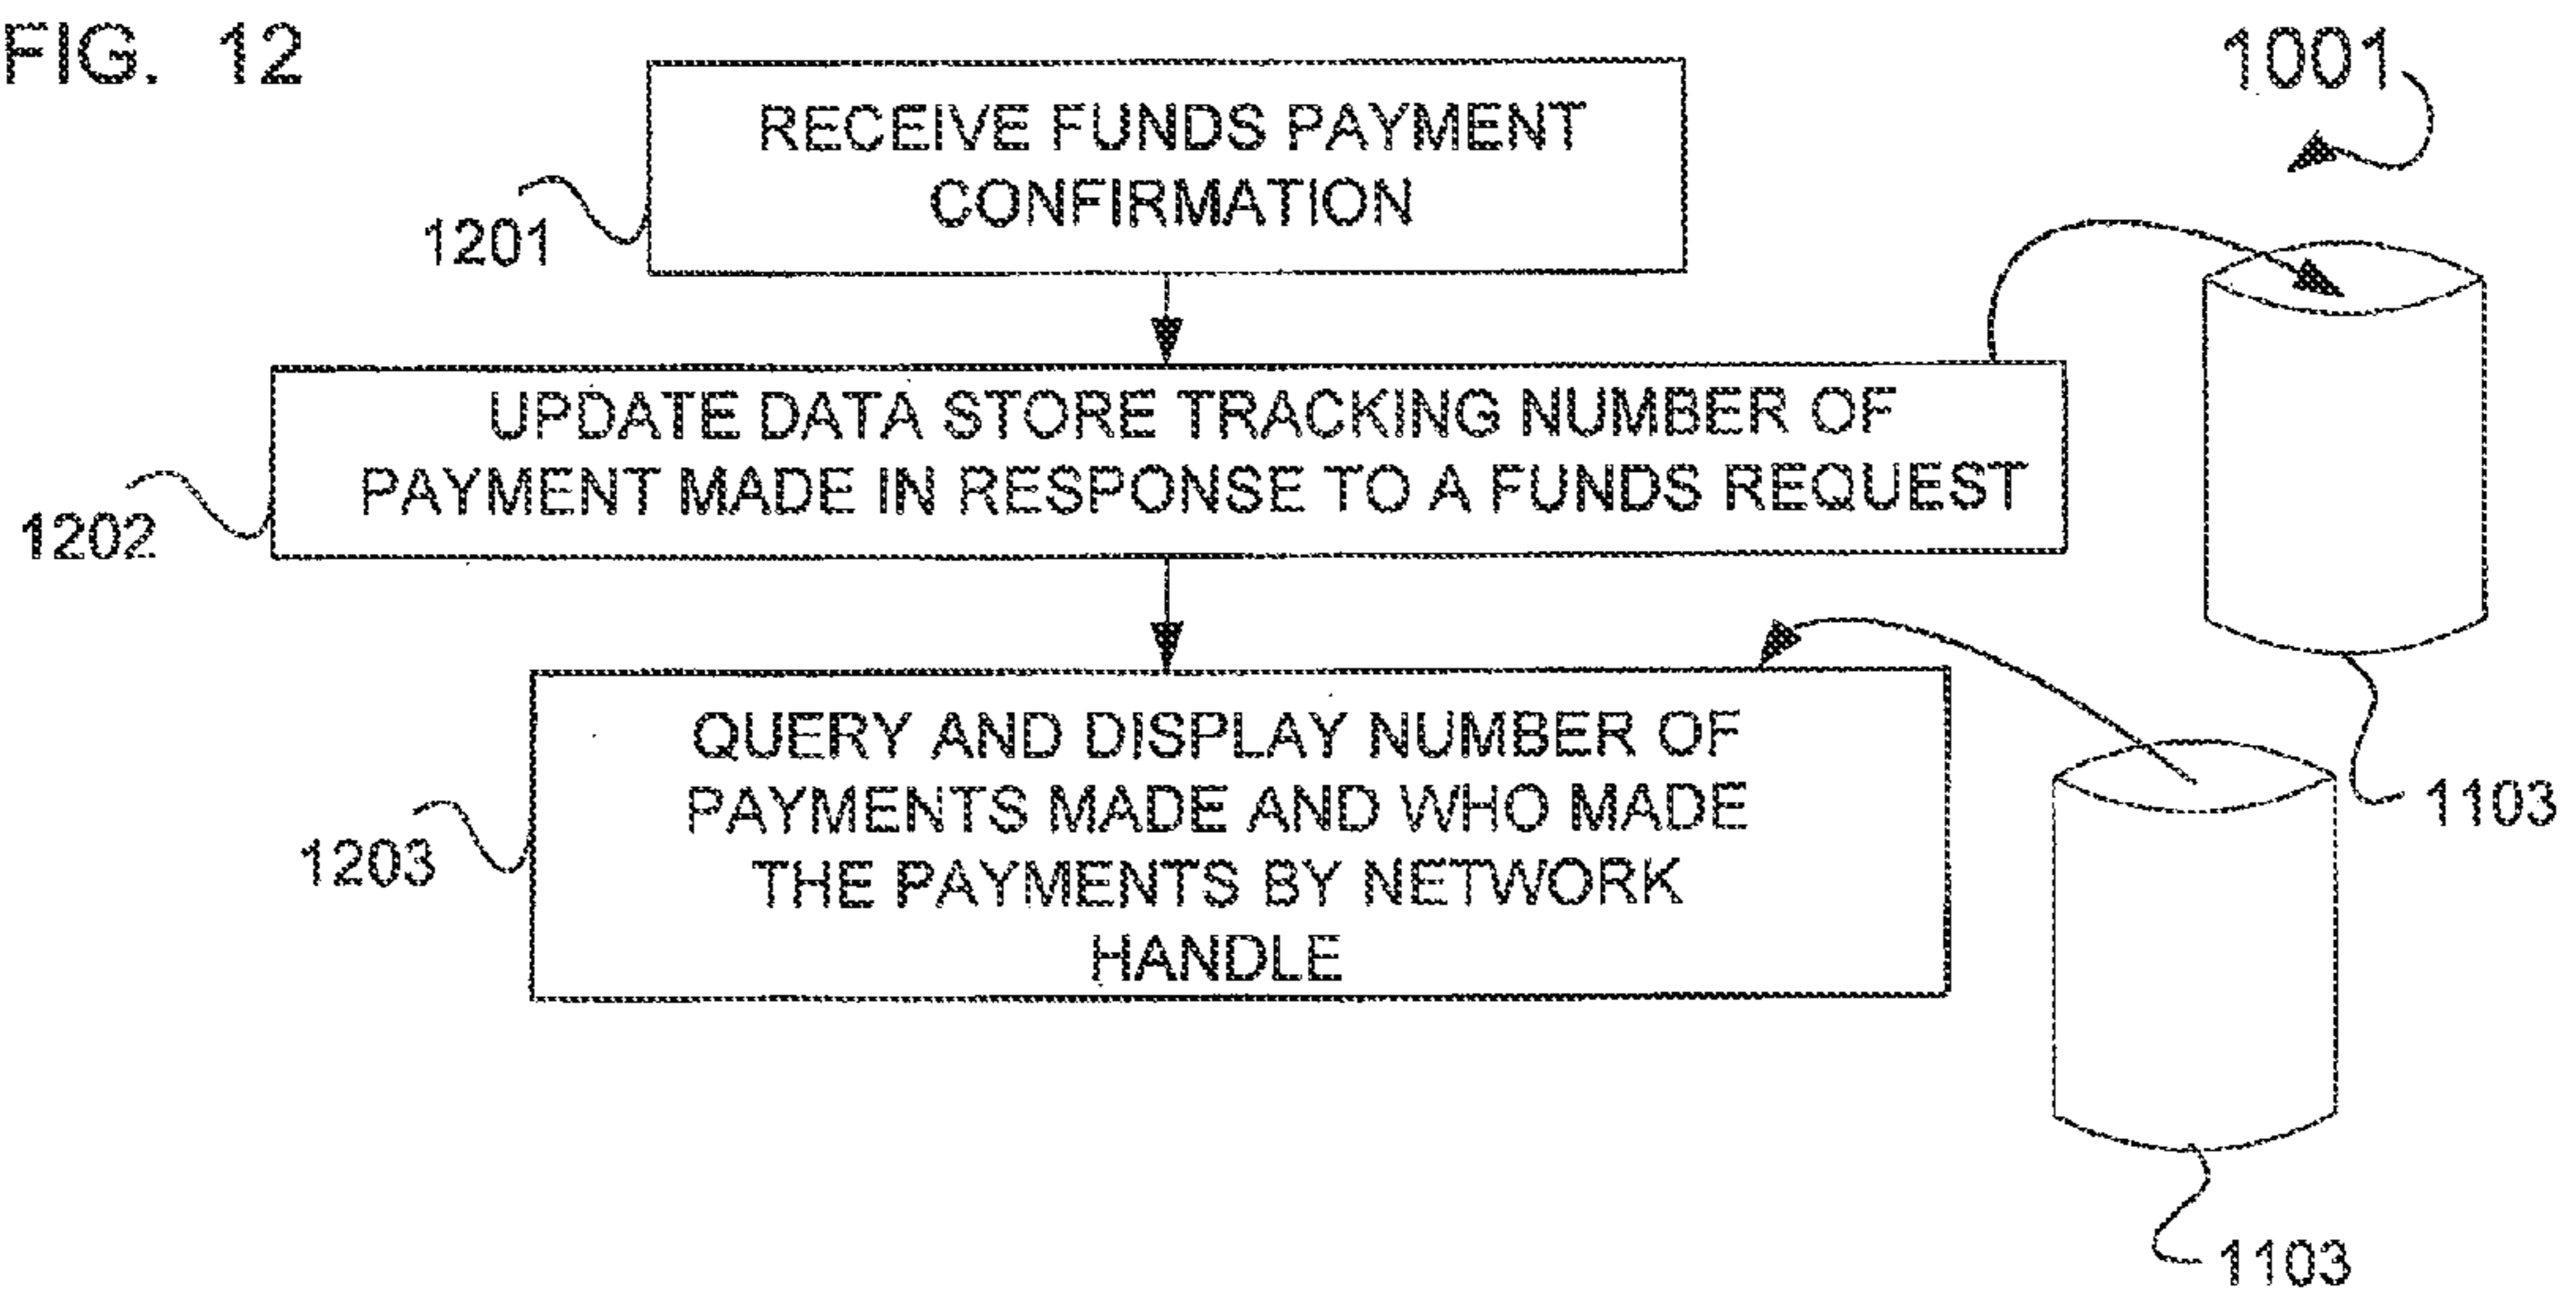 FIG. 12
1001
RECEIVE FUNDS PAYMENT
CONFIRMATION
1201
UPDATE DATA STORE TRACKING NUMBER OF
PAYMENT MADE IN RESPONSE TO A FUNDS REQUEST
1202
1103
QUERY AND DISPLAY NUMBER OF
PAYMENTS MADE AND WHO MADE
THE PAYMENTS BY NETWORK
HANDLE
1203
1103